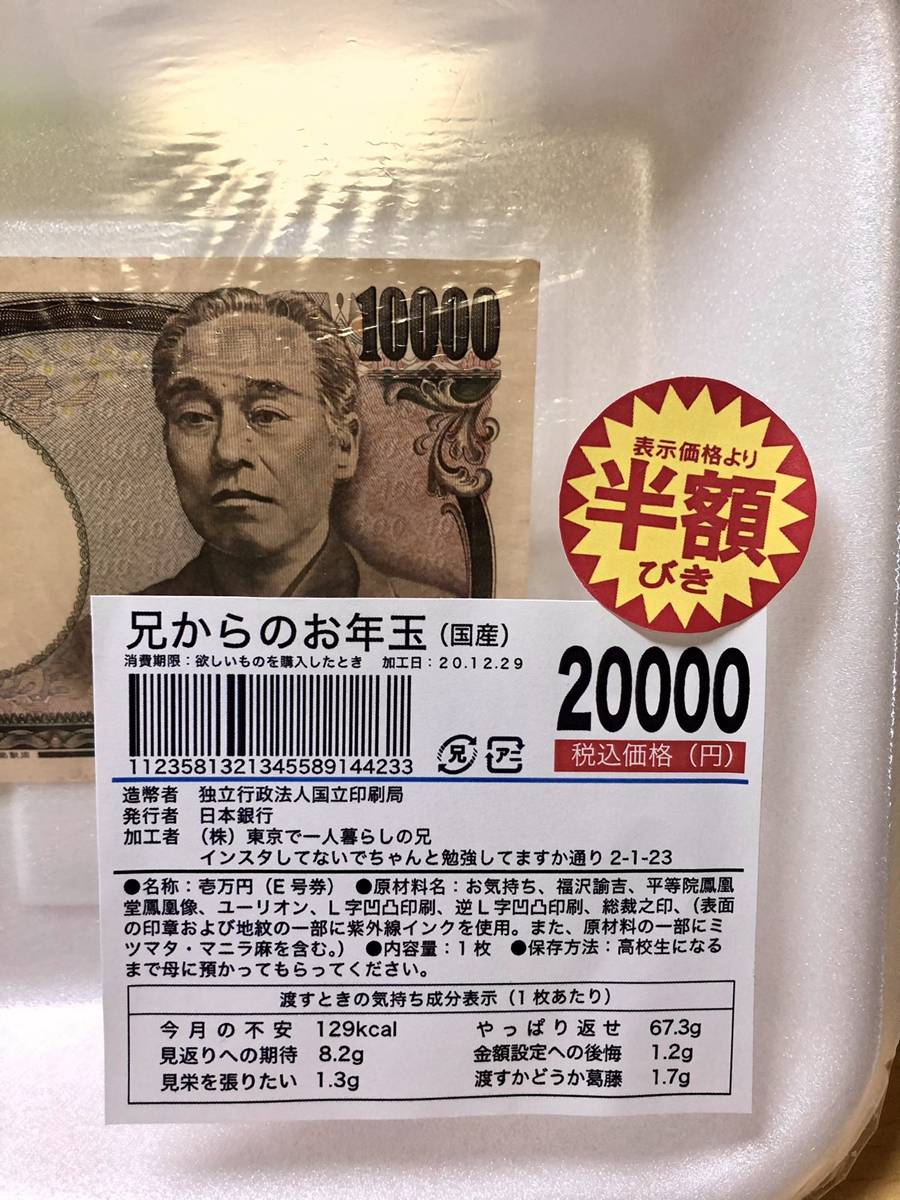 10000
表示価格より
半額
びき
兄からのお年玉（国産）
消費期限：欲しいものを購入したとき　加工日：20.12.29
20000
税込価格（円）
112358132134558914​4233
兄
アニ
造幣者　独立行政法人国立印刷局
発行者　日本銀行
加工者　（株）東京で一人暮らしの兄
インスタしてないでちゃんと勉強してますか通り2-1-23
●名称：壱万円（E号券）　●原材料名：お気持ち、福沢諭吉、平等院鳳凰
堂鳳凰像、ユーリオン、L字凹凸印刷、逆L字凹凸印刷、総裁之印、（表面
の印章および地紋の一部に紫外線インクを使用。また、原材料の一部にミ
ツマタ・マニラ麻を含む。）　●内容量：1枚　●保存方法：高校生になる
まで母に預かってもらってください。
渡すときの気持ち成分表示（1枚あたり）
今月の不安　129kcal　やっぱり返せ　67.3g
見返りへの期待　8.2g　金額設定への後悔　1.2g
見栄を張りたい　1.3g　渡すかどうか葛藤　1.7g